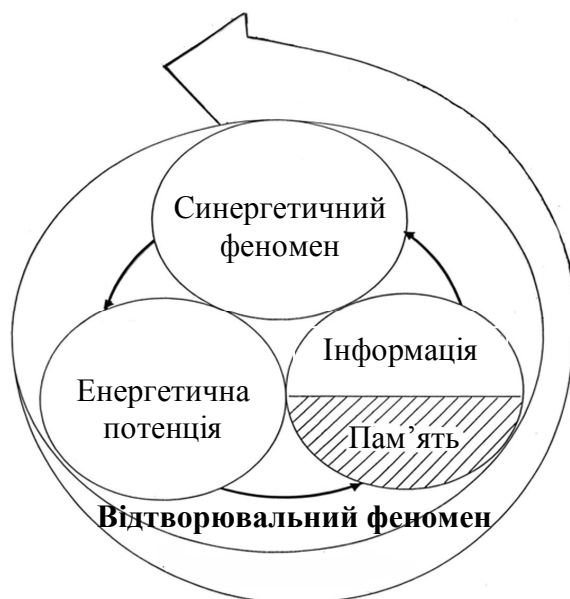 Синергетичний
феномен
Інформація
Енергетична
потенція
Пам’ять
Відтворювальний феномен